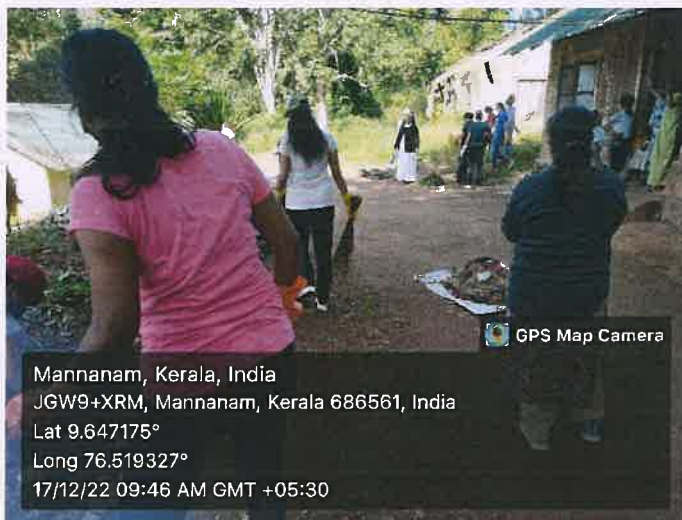 GPS Map Camera
Mannanam, Kerala, India
JGW9+XRM, Mannanam, Kerala 686561, India
Lat 9.647175°
Long 76.519327°
17/12/22 09:46 AM GMT +05:30